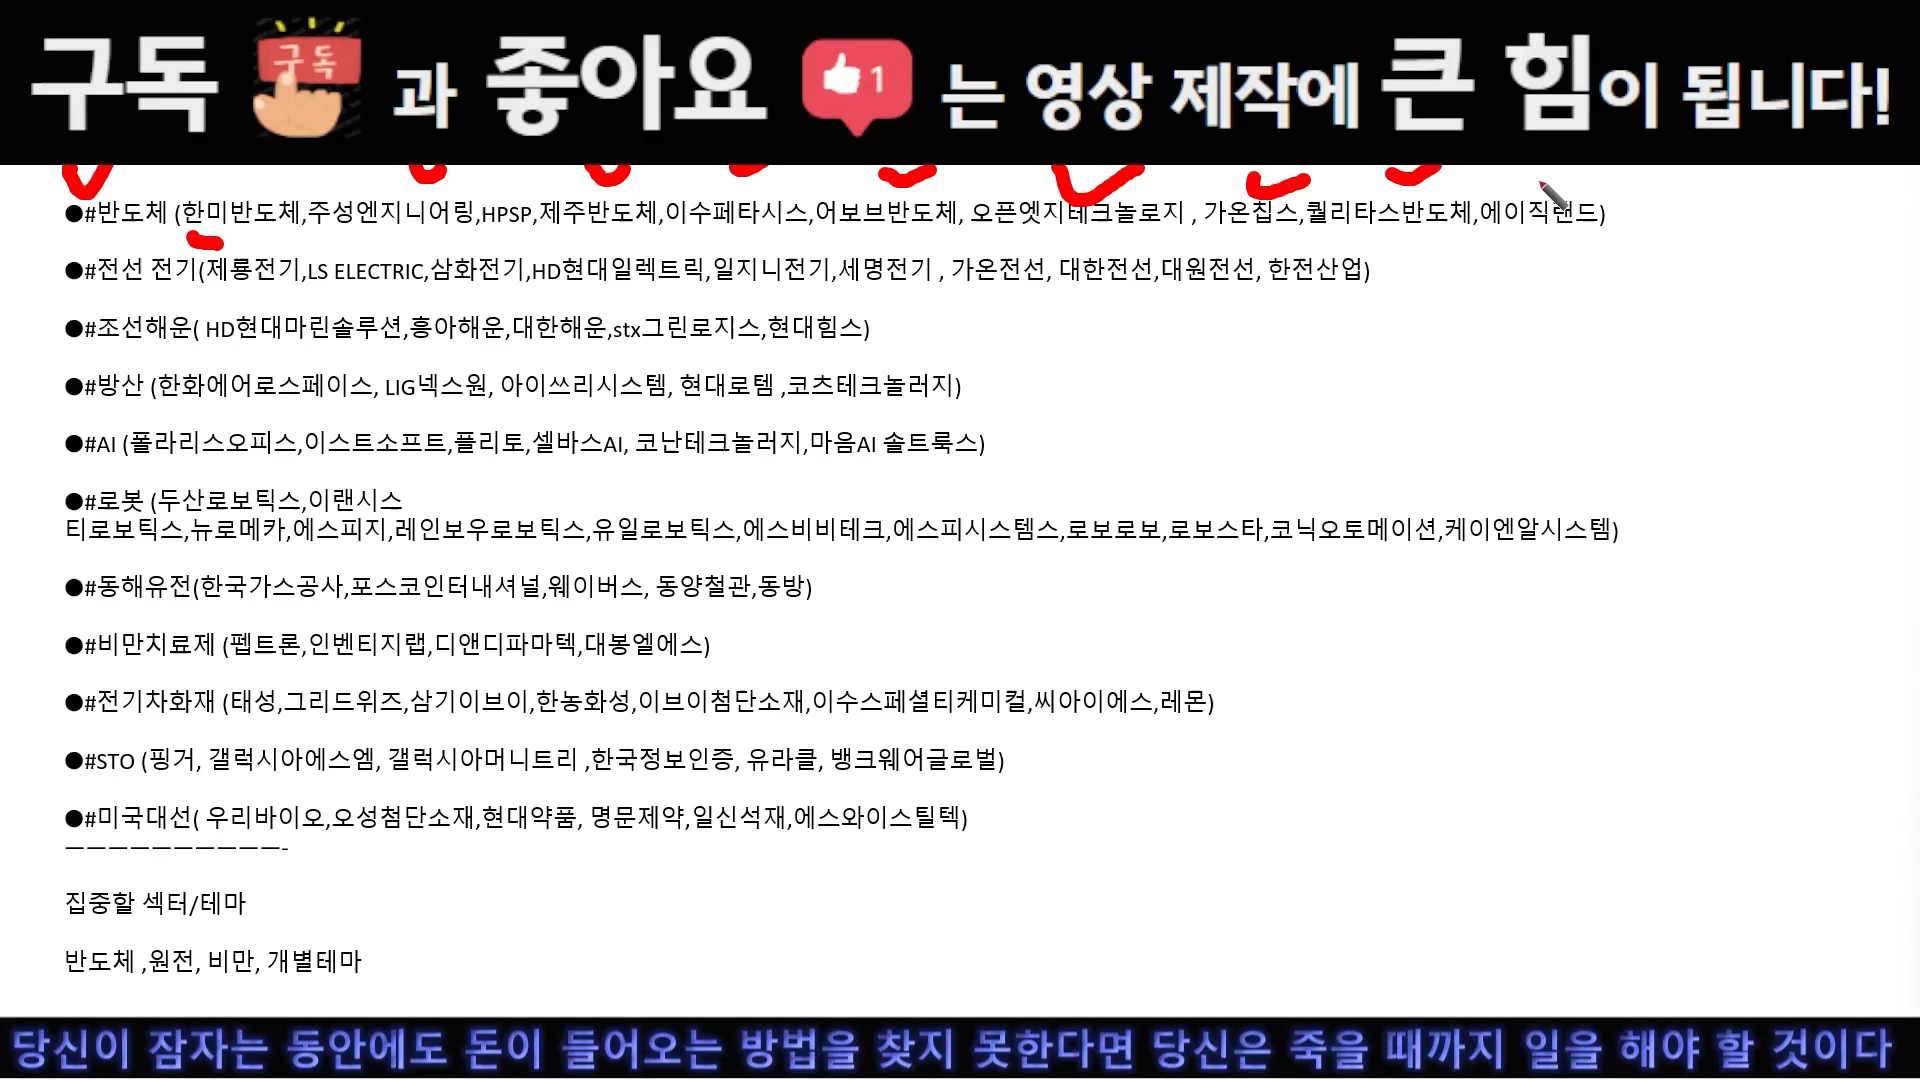 구독 구독 과 좋아요 1 는 영상 제작에 큰 힘이 됩니다!
●#반도체 (한미반도체,주성엔지니어링,HPSP,제주반도체,이수페타시스,어보브반도체, 오픈엣지테크놀로지 , 가온칩스,퀄리타스반도체,에이직랜드)
●#전선 전기(제룡전기,LS ELECTRIC,삼화전기,HD현대일렉트릭,일지니전기,세명전기 , 가온전선, 대한전선,대원전선, 한전산업)
●#조선해운( HD현대마린솔루션,흥아해운,대한해운,stx그린로지스,현대힘스)
●#방산 (한화에어로스페이스, LIG넥스원, 아이쓰리시스템, 현대로템 ,코츠테크놀러지)
●#AI (폴라리스오피스,이스트소프트,플리토,셀바스AI, 코난테크놀러지,마음AI 솔트룩스)
●#로봇 (두산로보틱스,이랜시스
티로보틱스,뉴로메카,에스피지,레인보우로보틱스,유일로보틱스,에스비비테크,에스피시스템스,로보로보,로보스타,코닉오토메이션,케이엔알시스템)
●#동해유전(한국가스공사,포스코인터내셔널,웨이버스, 동양철관,동방)
●#비만치료제 (펩트론,인벤티지랩,디앤디파마텍,대봉엘에스)
●#전기차화재 (태성,그리드위즈,삼기이브이,한농화성,이브이첨단소재,이수스페셜티케미컬,씨아이에스,레몬)
●#STO (핑거, 갤럭시아에스엠, 갤럭시아머니트리 ,한국정보인증, 유라클, 뱅크웨어글로벌)
●#미국대선( 우리바이오,오성첨단소재,현대약품, 명문제약,일신석재,에스와이스틸텍)
——————————-
집중할 섹터/테마
반도체 ,원전, 비만, 개별테마
당신이 잠자는 동안에도 돈이 들어오는 방법을 찾지 못한다면 당신은 죽을 때까지 일을 해야 할 것이다